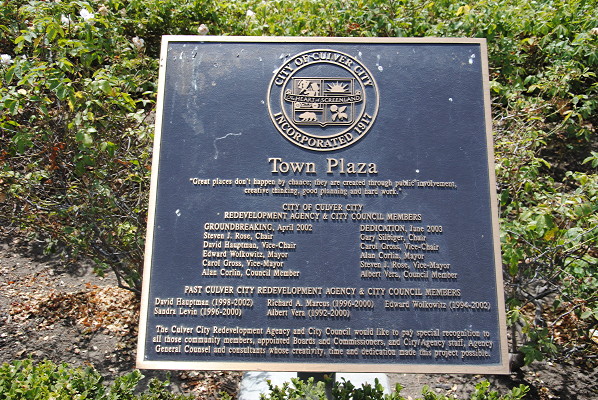 CITY OF CULVER CITY
"HEART OF SCREENLAND"
INCORPORATED 1917
Town Plaza
"Great places don't happen by chance; they are created through public involvement,
creative thinking, good planning and hard work."
CITY OF CULVER CITY
REDEVELOPMENT AGENCY & CITY COUNCIL MEMBERS
GROUNDBREAKING, April 2002
Steven J. Rose, Chair
David Hauptman, Vice-Chair
Edward Wolkowitz, Mayor
Carol Gross, Vice-Mayor
Alan Corlin, Council Member
DEDICATION, June 2003
Gary Silbiger, Chair
Carol Gross, Vice-Chair
Alan Corlin, Mayor
Steven J. Rose, Vice-Mayor
Albert Vera, Council Member
PAST CULVER CITY REDEVELOPMENT AGENCY & CITY COUNCIL MEMBERS
David Hauptman (1998-2002) Richard A. Marcus (1996-2000) Edward Wolkowitz (1994-2002)
Sandra Levin (1996-2000) Albert Vera (1992-2000)
The Culver City Redevelopment Agency and City Council would like to pay special recognition to
all those community members, appointed Boards and Commissioners, and City/Agency staff, Agency
General Counsel and consultants whose creativity, time and dedication made this project possible.